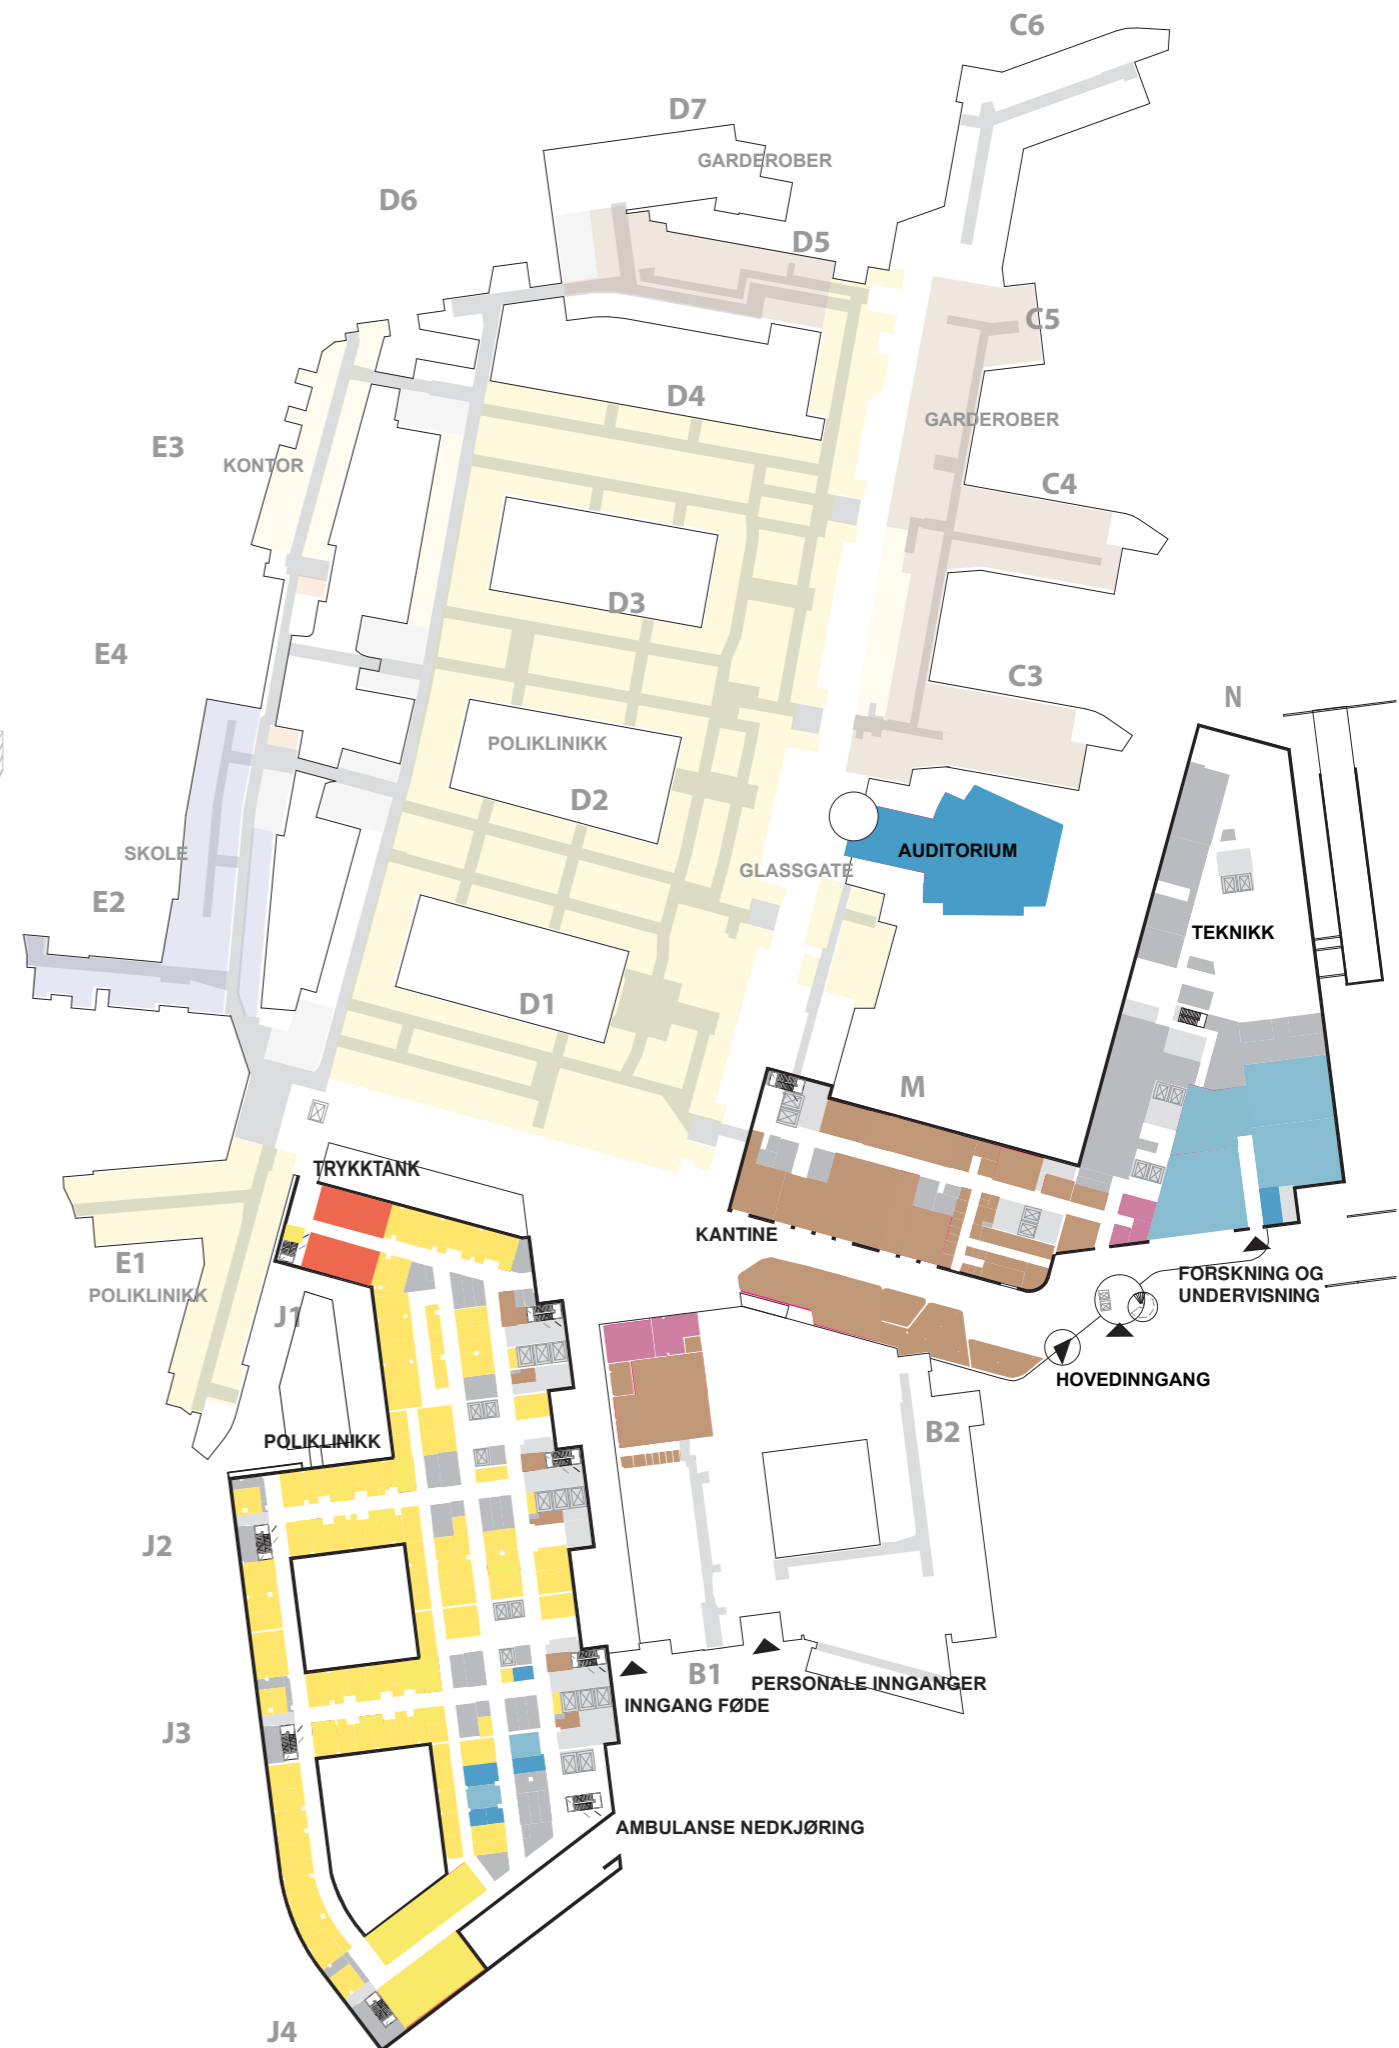 C6
D7
GARDEROBER
D6
D5
C5
D4
GARDEROBER
E3
KONTOR
C4
D3
E4
C3
N
POLIKLINIKK
D2
AUDITORIUM
SKOLE
GLASSGATE
E2
TEKNIKK
D1
M
TRYKKTANK
KANTINE
E1
POLIKLINIKK
FORSKNING OG
UNDERVISNING
J1
HOVEDINNGANG
POLIKLINIKK
B2
J2
B1
PERSONALE INNGANGER
INNGANG FØDE
J3
AMBULANSE NEDKJØRING
J4